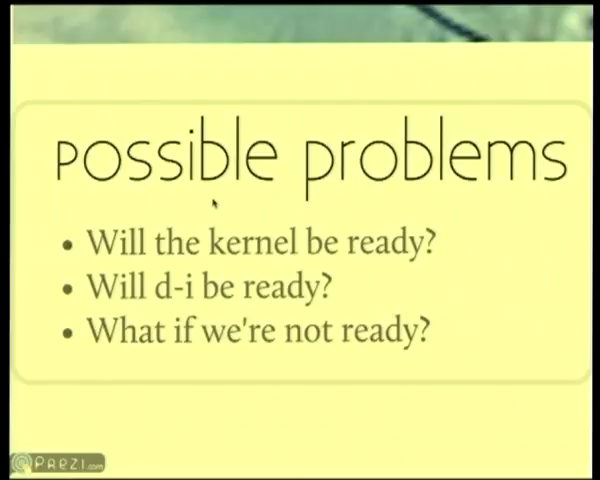 Possible problems
• Will the kernel be ready?
• Will d-i be ready?
• What if we're not ready?
PREZI.com